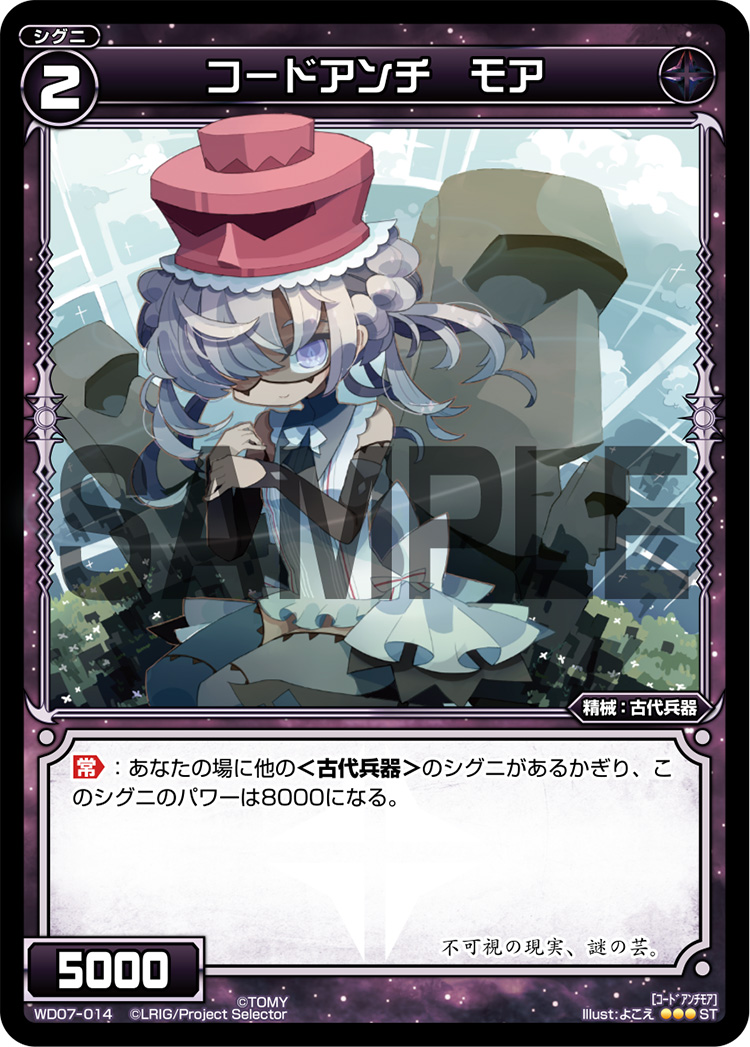 シグニ
2
コードアンチ　モア
SAMPLE
精械：古代兵器
常：あなたの場に他の＜古代兵器＞のシグニがあるかぎり、こ
のシグニのパワーは8000になる。
不可視の現実、謎の芸。
5000
©TOMY
[ｺｰﾄﾞｱﾝﾁﾓｱ]
WD07-014 ©LRIG/Project Selector
Illust:よこえ ST